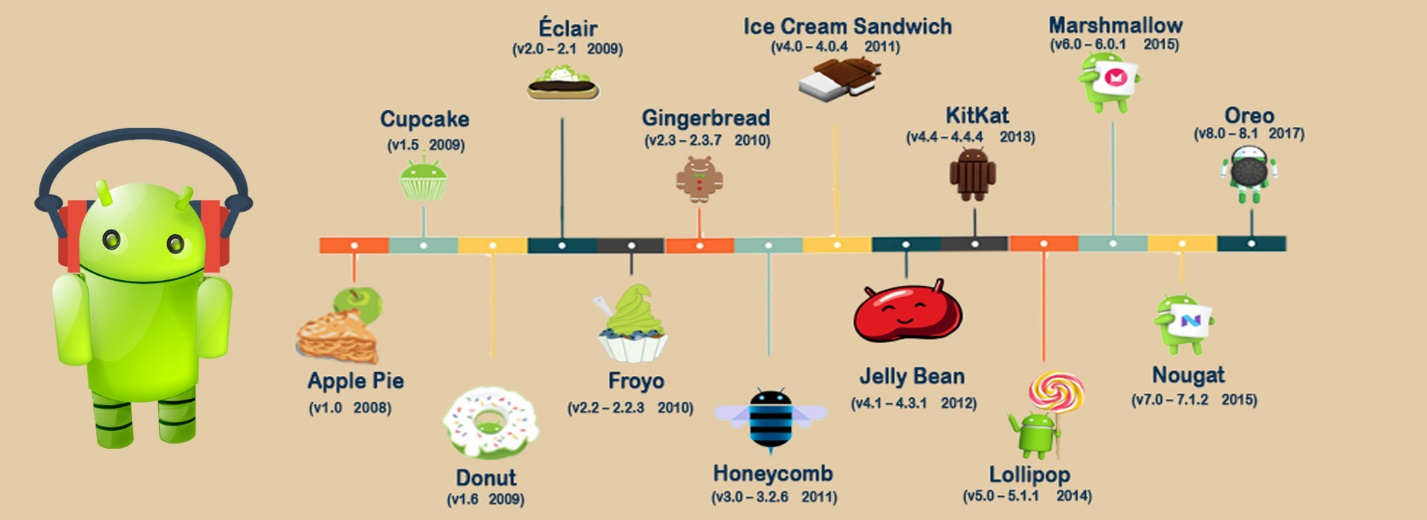 Apple Pie
(v1.0 2008)
Cupcake
(v1.5 2009)
Donut
(v1.6 2009)
Éclair
(v2.0 – 2.1 2009)
Froyo
(v2.2 – 2.2.3 2010)
Gingerbread
(v2.3 – 2.3.7 2010)
Honeycomb
(v3.0 – 3.2.6 2011)
Ice Cream Sandwich
(v4.0 – 4.0.4 2011)
Jelly Bean
(v4.1 – 4.3.1 2012)
KitKat
(v4.4 – 4.4.4 2013)
Lollipop
(v5.0 – 5.1.1 2014)
Marshmallow
(v6.0 – 6.0.1 2015)
M
Nougat
(v7.0 – 7.1.2 2015)
N
Oreo
(v8.0 – 8.1 2017)